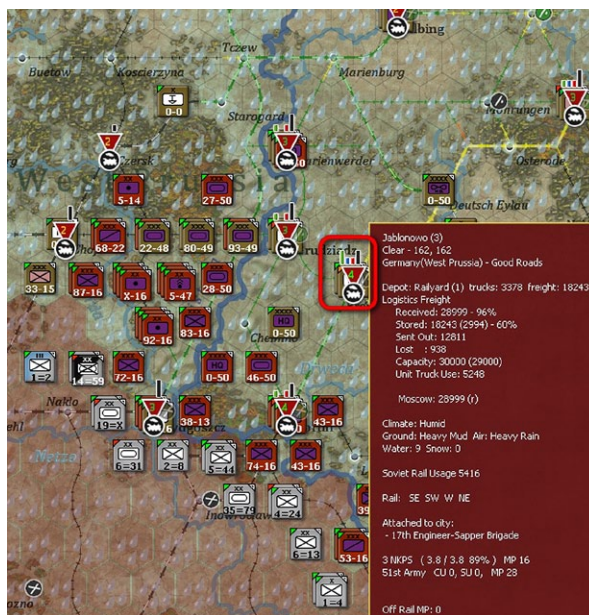 Tczew
Buetow
Koscierzyna
Marienburg
0-0
Starogard
Mohrungen
Osterode
5-14
27-50
0-50
Deutsch Eylau
68-22
22-48
80-49
93-49
33-15
87-16
X-16
5-47
28-50
92-16
83-16
0-50
1=2
14=59
72-16
0-50
46-50
Naklo
19=X
38-13
43-16
6=31
2=8
5=44
74-16
43-16
35=79
4=24
6=13
53-16
1=4
Jablonowo (3)
Clear - 162, 162
Germany(West Prussia) - Good Roads
Depot: Railyard (1) trucks: 3378 freight: 18243
Logistics Freight
Received: 28999 - 96%
Stored: 18243 (2994) - 60%
Sent Out: 12811
Lost : 938
Capacity: 30000 (29000)
Unit Truck Use: 5248
Moscow: 28999 (r)
Climate: Humid
Ground: Heavy Mud Air: Heavy Rain
Water: 9 Snow: 0
Soviet Rail Usage 5416
Rail: SE SW W NE
Attached to city:
- 17th Engineer-Sapper Brigade
3 NKPS ( 3.8 / 3.8 89% ) MP 16
51st Army CU 0, SU 0, MP 28
Off Rail MP: 0